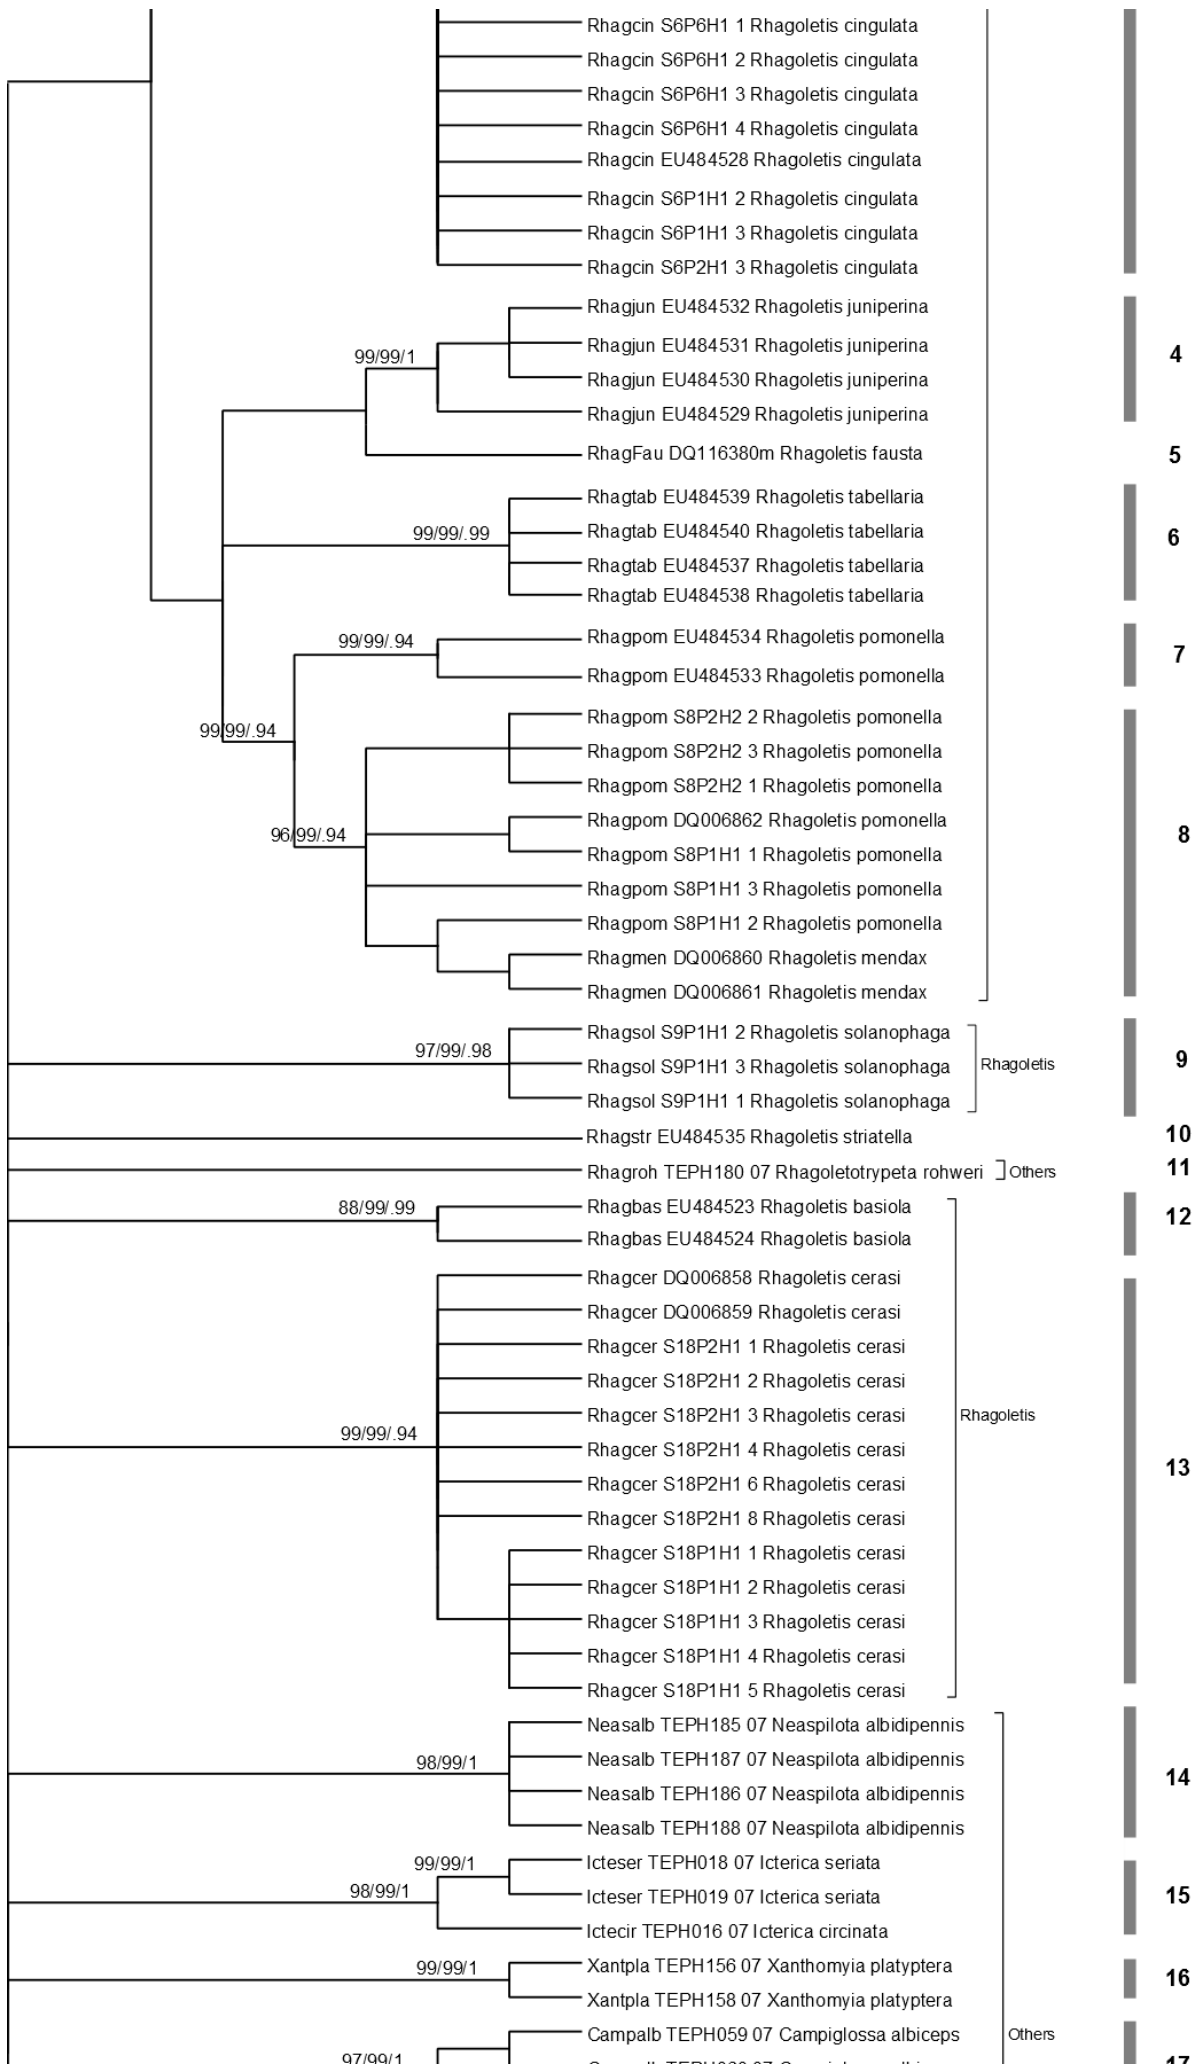 Rhagcin S6P6H1 1 Rhagoletis cingulata
Rhagcin S6P6H1 2 Rhagoletis cingulata
Rhagcin S6P6H1 3 Rhagoletis cingulata
Rhagcin S6P6H1 4 Rhagoletis cingulata
Rhagcin EU484528 Rhagoletis cingulata
Rhagcin S6P1H1 2 Rhagoletis cingulata
Rhagcin S6P1H1 3 Rhagoletis cingulata
Rhagcin S6P2H1 3 Rhagoletis cingulata
Rhagjun EU484532 Rhagoletis juniperina
Rhagjun EU484531 Rhagoletis juniperina
99/99/1
4
Rhagjun EU484530 Rhagoletis juniperina
Rhagjun EU484529 Rhagoletis juniperina
RhagFau DQ116380m Rhagoletis fausta
5
Rhagtab EU484539 Rhagoletis tabellaria
99/99/.99
Rhagtab EU484540 Rhagoletis tabellaria
6
Rhagtab EU484537 Rhagoletis tabellaria
Rhagtab EU484538 Rhagoletis tabellaria
99/99/.94
Rhagpom EU484534 Rhagoletis pomonella
7
Rhagpom EU484533 Rhagoletis pomonella
Rhagpom S8P2H2 2 Rhagoletis pomonella
99/99/.94
Rhagpom S8P2H2 3 Rhagoletis pomonella
Rhagpom S8P2H2 1 Rhagoletis pomonella
Rhagpom DQ006862 Rhagoletis pomonella
96/99/.94
8
Rhagpom S8P1H1 1 Rhagoletis pomonella
Rhagpom S8P1H1 3 Rhagoletis pomonella
Rhagpom S8P1H1 2 Rhagoletis pomonella
Rhagmen DQ006860 Rhagoletis mendax
Rhagmen DQ006861 Rhagoletis mendax
Rhagsol S9P1H1 2 Rhagoletis solanophaga
97/99/.98
Rhagsol S9P1H1 3 Rhagoletis solanophaga
Rhagoletis
9
Rhagsol S9P1H1 1 Rhagoletis solanophaga
Rhagstr EU484535 Rhagoletis striatella
10
Rhagroh TEPH180 07 Rhagoletotrypeta rohweri
Others
11
88/99/.99
Rhagbas EU484523 Rhagoletis basiola
12
Rhagbas EU484524 Rhagoletis basiola
Rhagcer DQ006858 Rhagoletis cerasi
Rhagcer DQ006859 Rhagoletis cerasi
Rhagcer S18P2H1 1 Rhagoletis cerasi
Rhagcer S18P2H1 2 Rhagoletis cerasi
Rhagcer S18P2H1 3 Rhagoletis cerasi
Rhagoletis
99/99/.94
Rhagcer S18P2H1 4 Rhagoletis cerasi
13
Rhagcer S18P2H1 6 Rhagoletis cerasi
Rhagcer S18P2H1 8 Rhagoletis cerasi
Rhagcer S18P1H1 1 Rhagoletis cerasi
Rhagcer S18P1H1 2 Rhagoletis cerasi
Rhagcer S18P1H1 3 Rhagoletis cerasi
Rhagcer S18P1H1 4 Rhagoletis cerasi
Rhagcer S18P1H1 5 Rhagoletis cerasi
Neasalb TEPH185 07 Neaspilota albidipennis
98/99/1
Neasalb TEPH187 07 Neaspilota albidipennis
14
Neasalb TEPH186 07 Neaspilota albidipennis
Neasalb TEPH188 07 Neaspilota albidipennis
99/99/1
Icteser TEPH018 07 Icterica seriata
98/99/1
Icteser TEPH019 07 Icterica seriata
15
Ictecir TEPH016 07 Icterica circinata
99/99/1
Xantpla TEPH156 07 Xanthomyia platyptera
16
Xantpla TEPH158 07 Xanthomyia platyptera
Campalb TEPH059 07 Campiglossa albiceps
Others
97/99/1
17